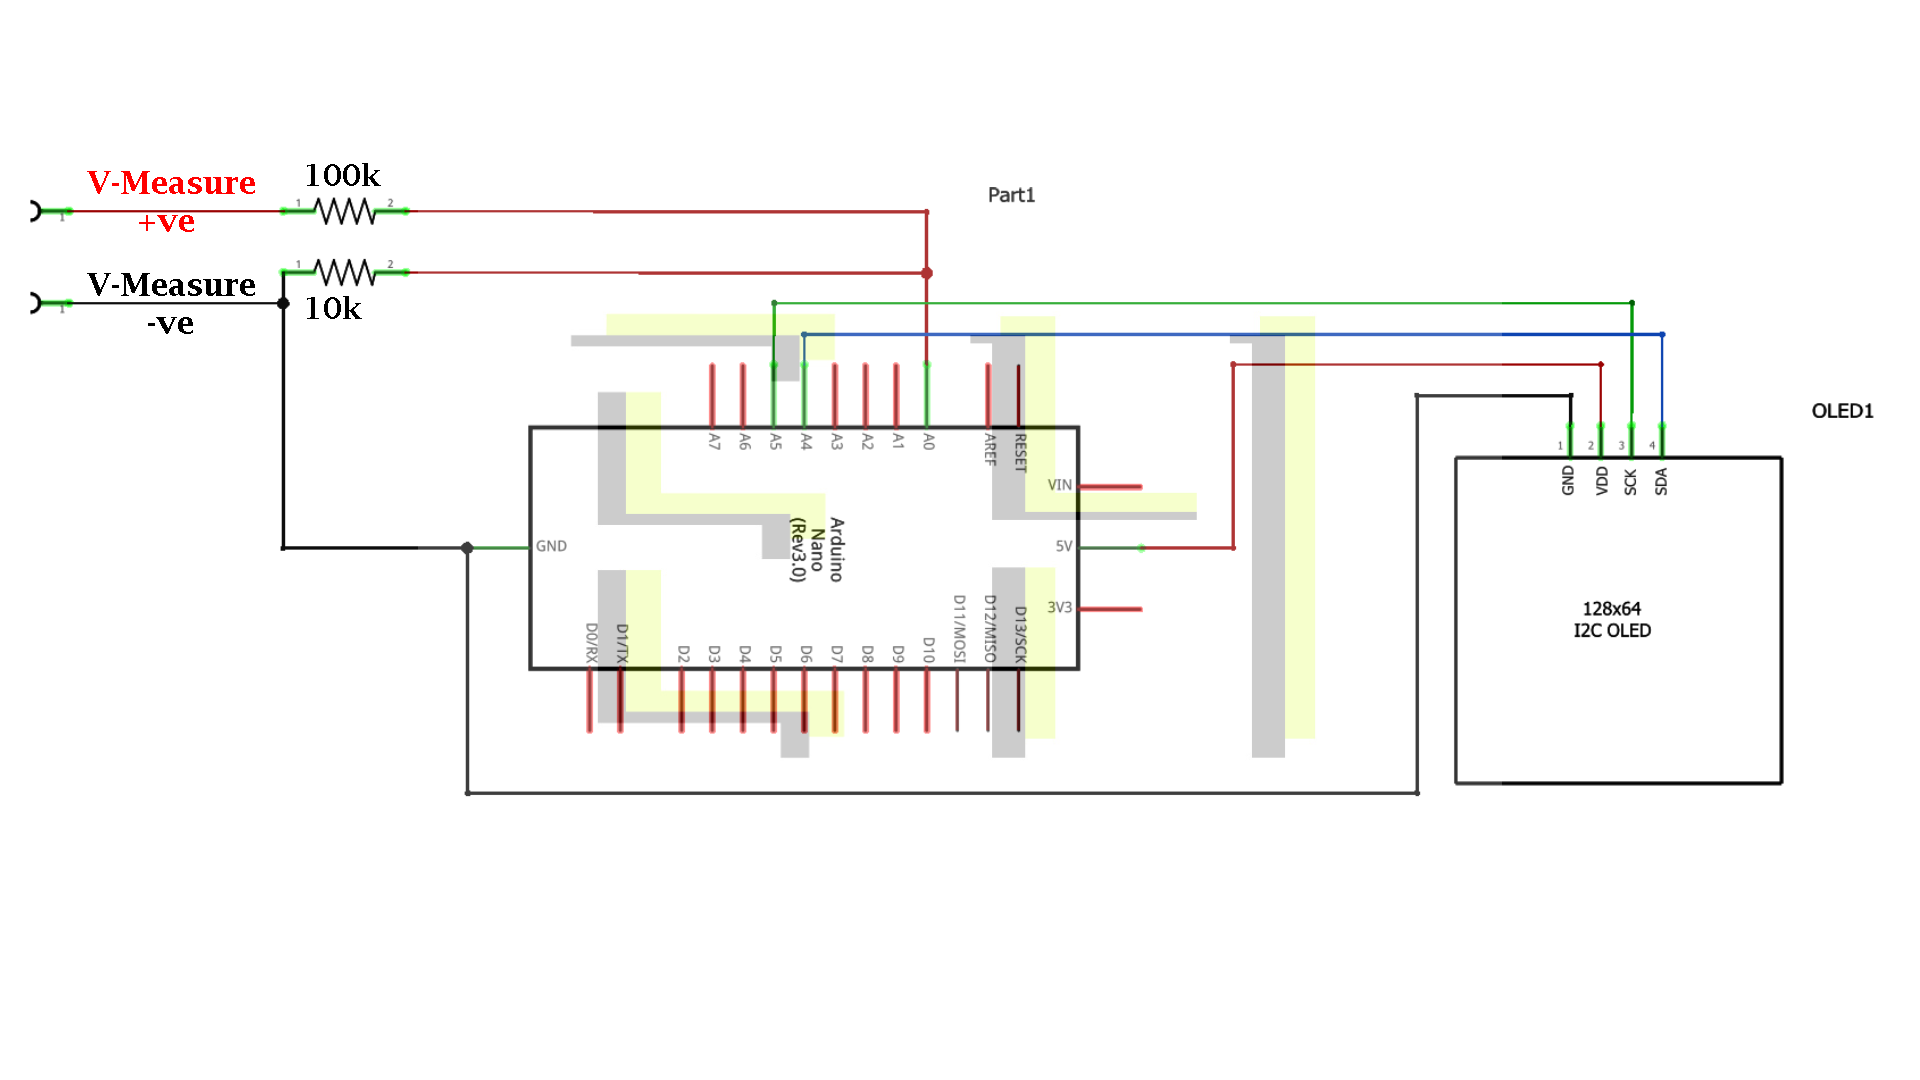 100k
V-Measure
+ve
1
1
2
Part1
V-Measure
-ve
1
1
2
10k
OLED1
A7
A6
A5
A4
A3
A2
A1
A0
AREF
RESET
1
2
3
4
GND
VDD
SCK
SDA
VIN
GND
5V
3V3
Arduino
Nano
(Rev3.0)
128x64
I2C OLED
D0/RX
D1/TX
D2
D3
D4
D5
D6
D7
D8
D9
D10
D11/MOSI
D12/MISO
D13/SCK